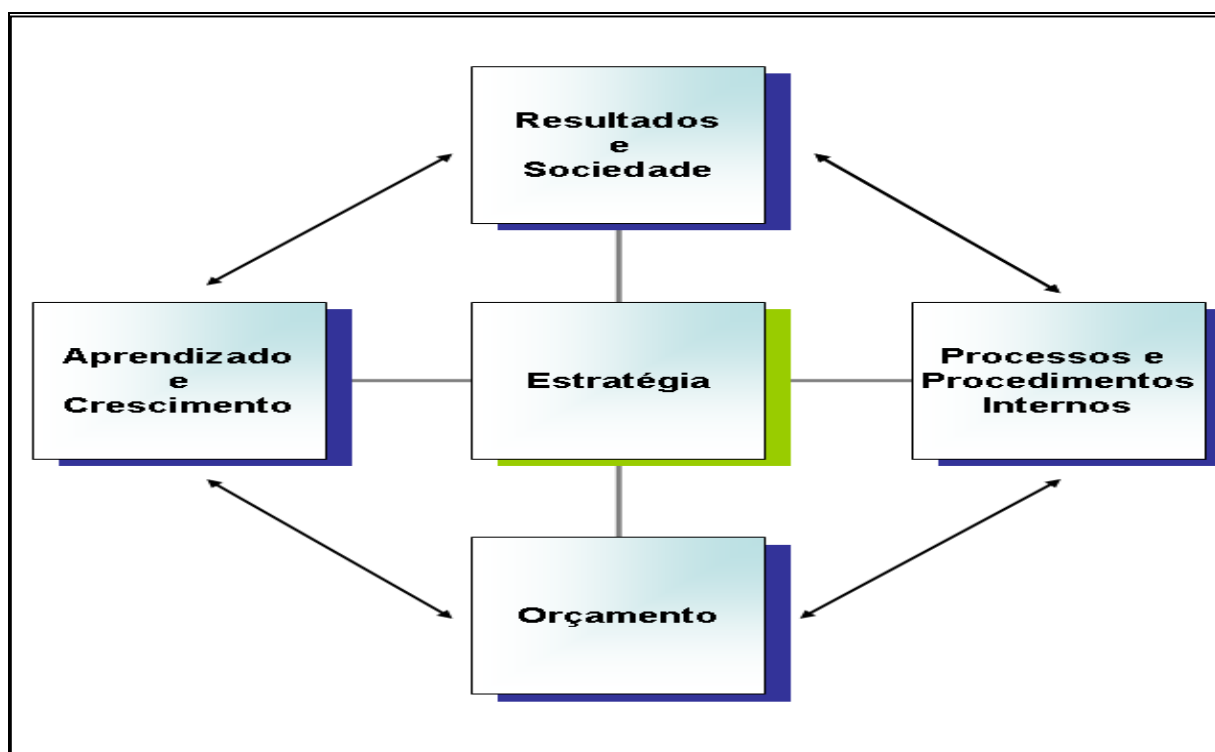 Resultados
e
Sociedade
Aprendizado
e
Crescimento
Estratégia
Processos e
Procedimentos
Internos
Orçamento